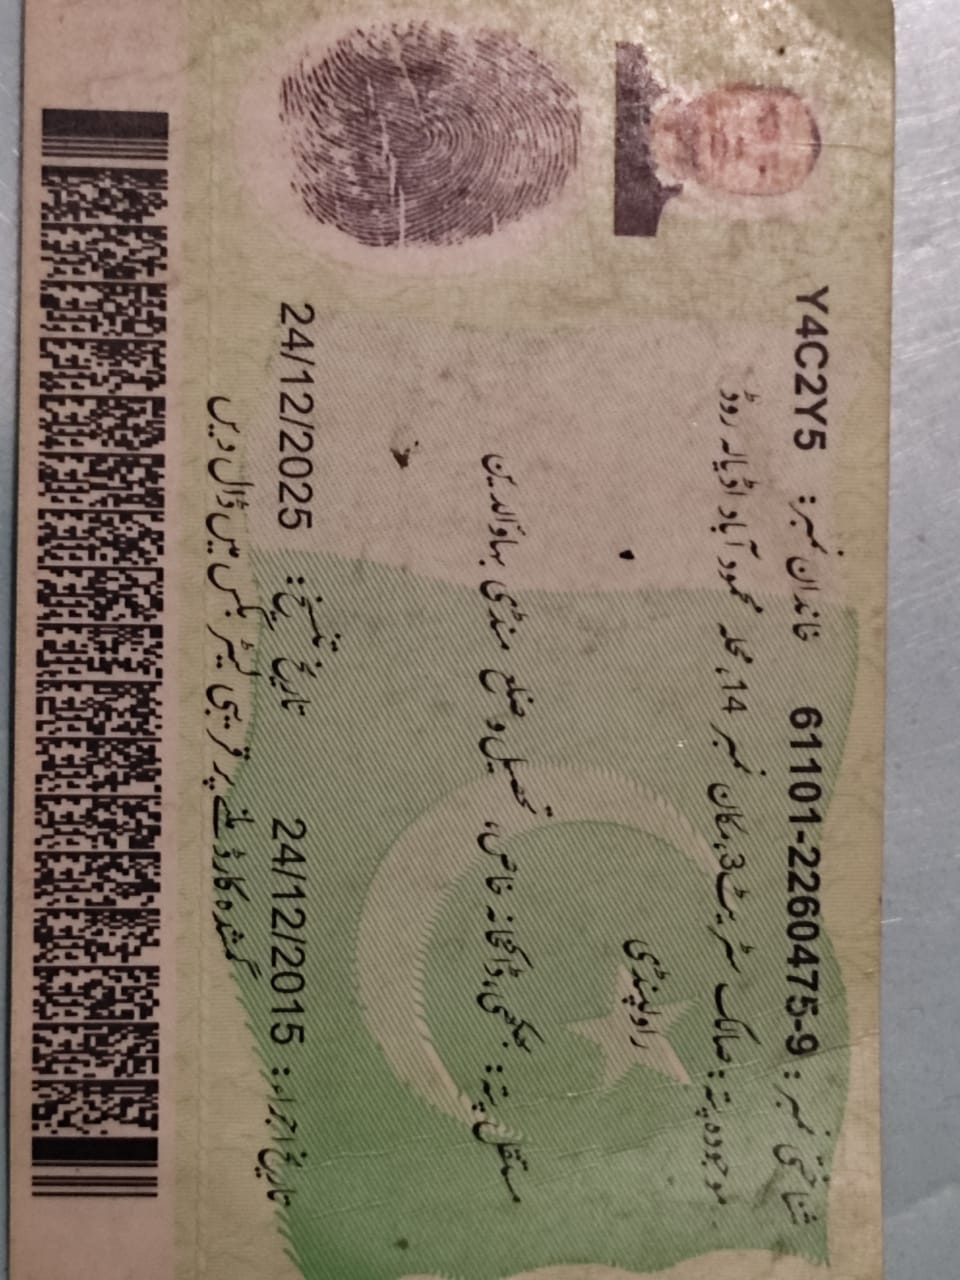 شناختی نمبر: 61101-2260475-9 خاندان نمبر: Y4C2Y5
موجودہ پتہ: صالک سٹریٹ3،مکان نمبر 14، محلہ محمود آباد اڈیالہ روڈ
راولپنڈی
مستقل پتہ: بھکھی، ڈاکخانہ خاص، تحصیل و ضلع منڈی بہاؤالدین
تاریخ اجراء: 24/12/2015 تاریخ تنسیخ: 24/12/2025
گمشدہ کارڈ ملنے پر قریبی لیٹر بکس میں ڈال دیں